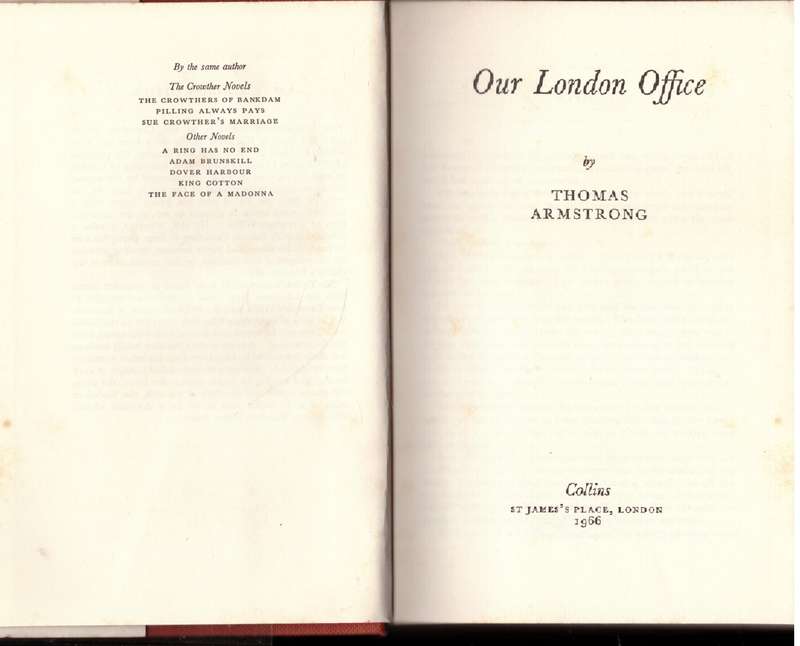 By the same author
The Crowther Novels
THE CROWTHERS OF BANKDAM
PILLING ALWAYS PAYS
SUE CROWTHER'S MARRIAGE
Other Novels
A RING HAS NO END
ADAM BRUNSKILL
DOVER HARBOUR
KING COTTON
THE FACE OF A MADONNA
Our London Office
by
THOMAS
ARMSTRONG
Collins
ST JAMES'S PLACE, LONDON
1966